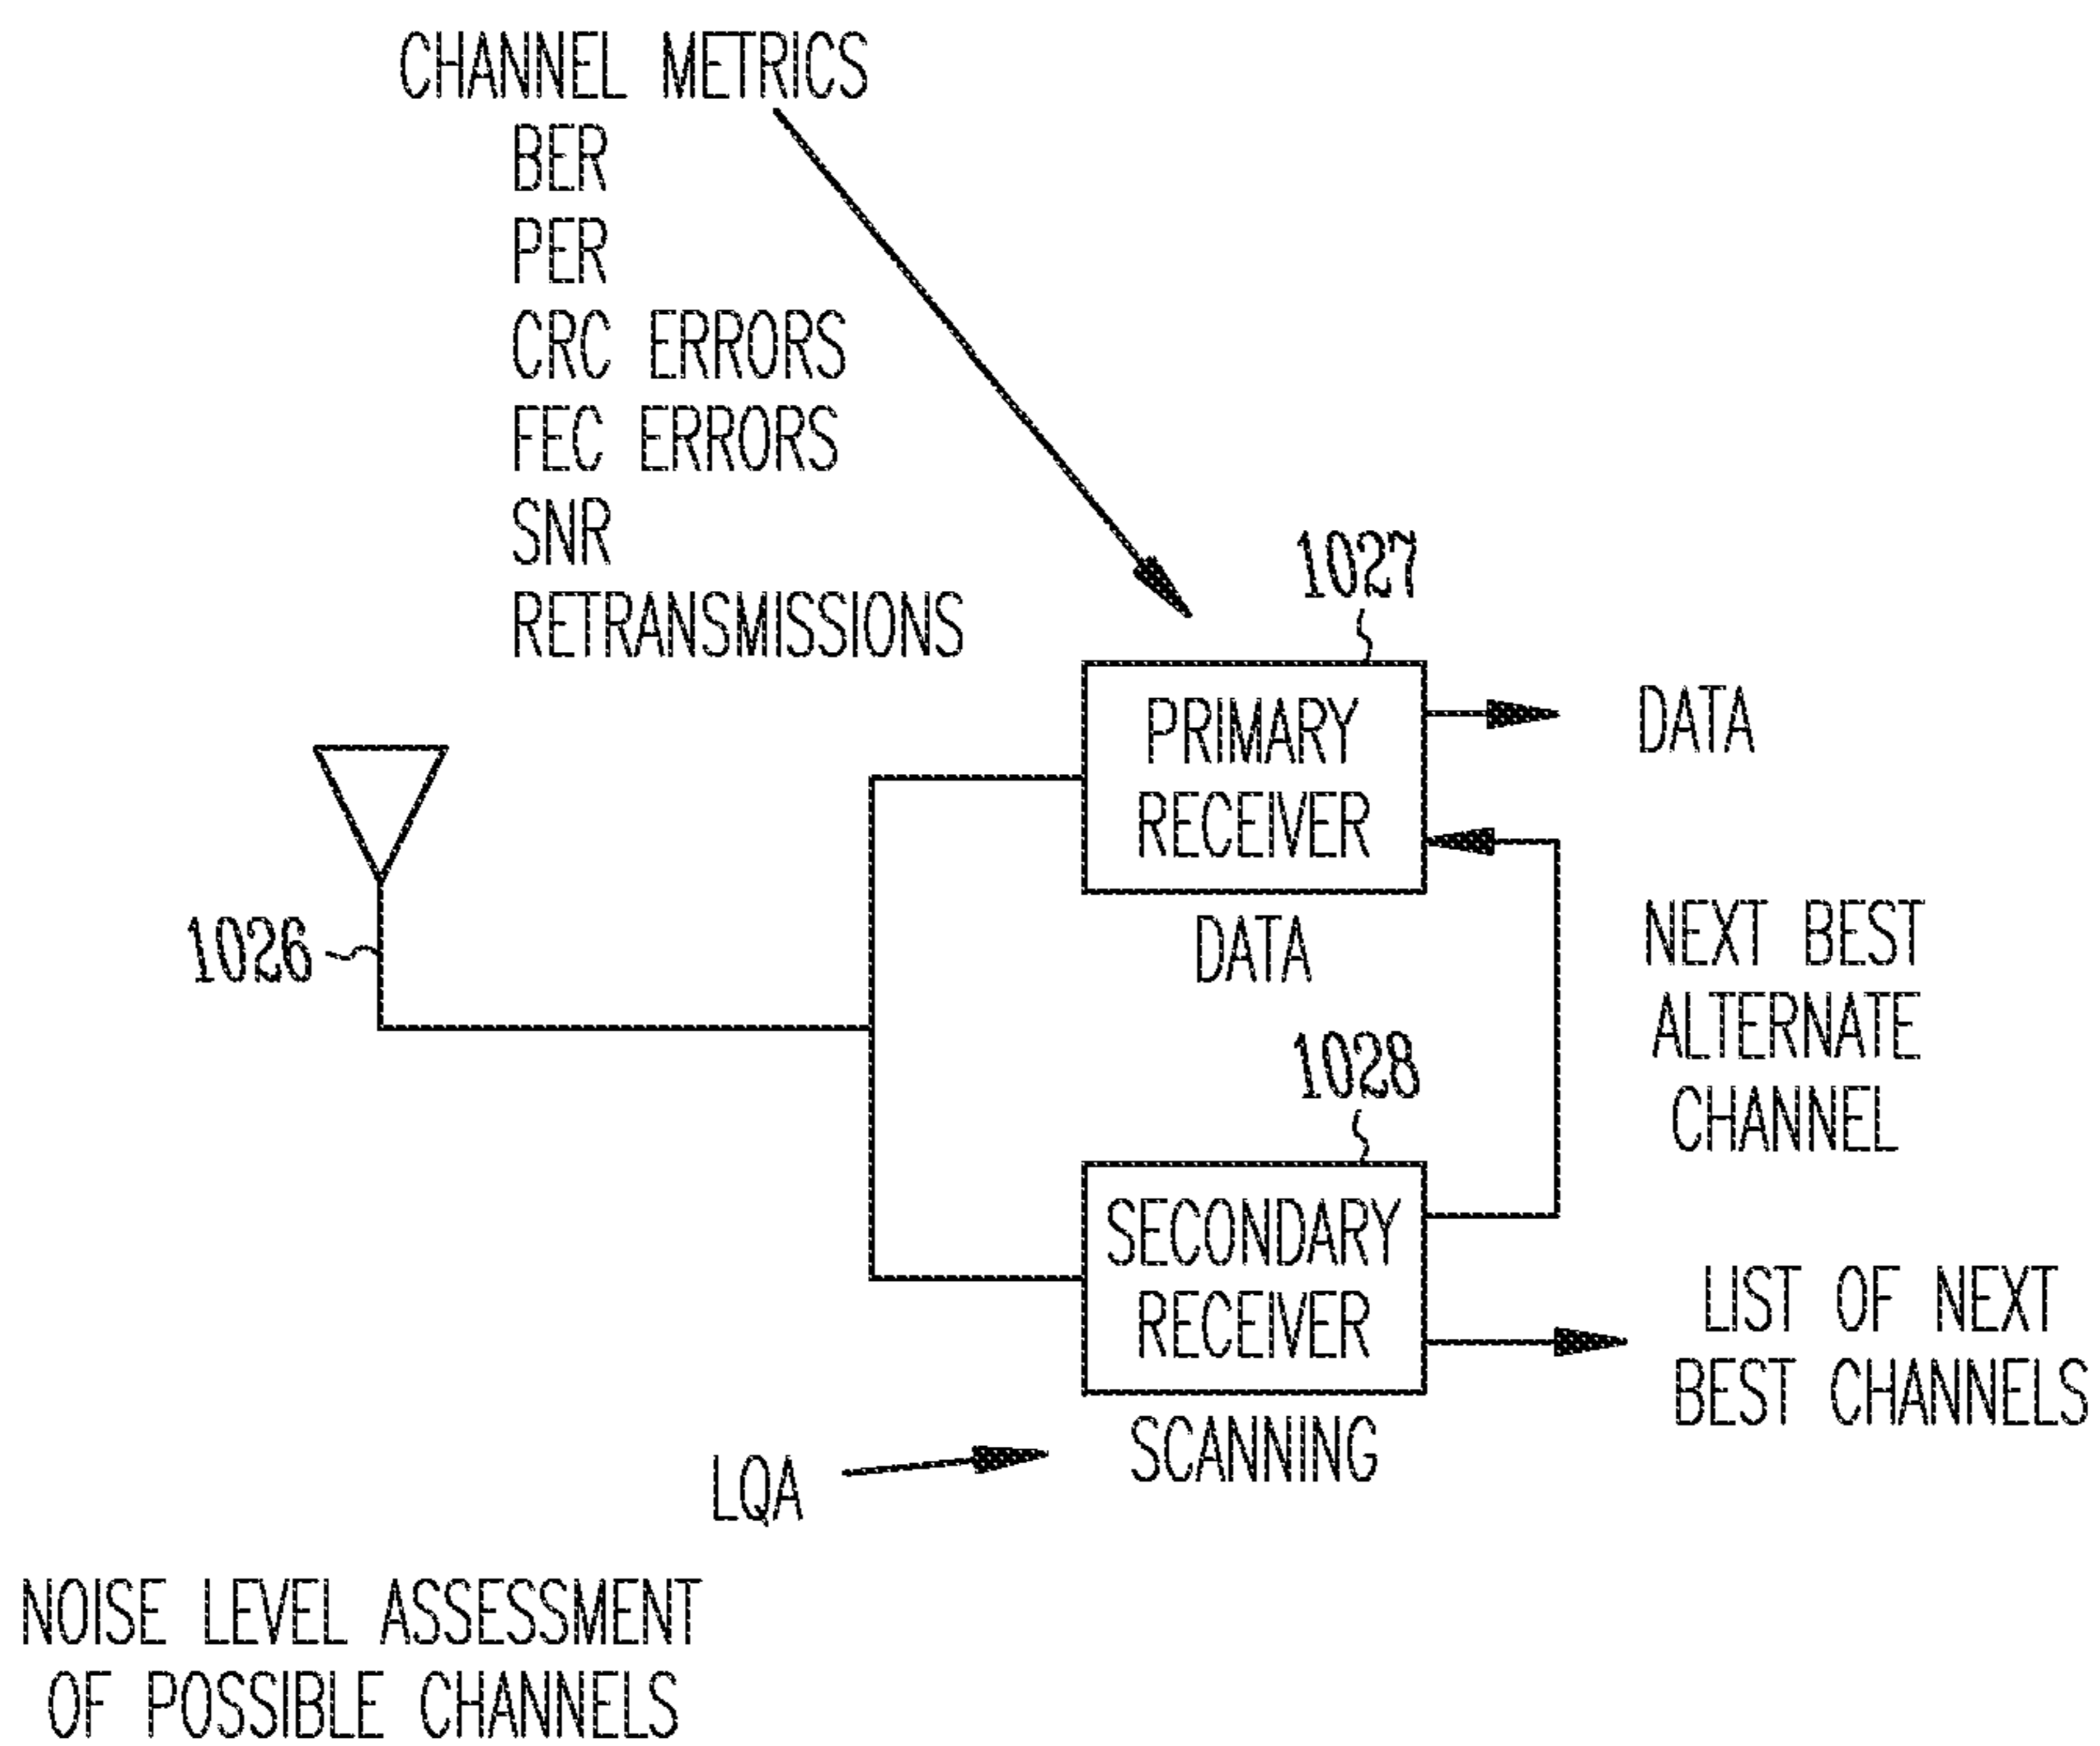 CHANNEL METRICS
BER
PER
CRC ERRORS
FEC ERRORS
SNR
RETRANSMISSIONS
1027
PRIMARY
RECEIVER
DATA
DATA
1026
NEXT BEST
ALTERNATE
CHANNEL
1028
SECONDARY
RECEIVER
SCANNING
LIST OF NEXT
BEST CHANNELS
LQA
NOISE LEVEL ASSESSMENT
OF POSSIBLE CHANNELS